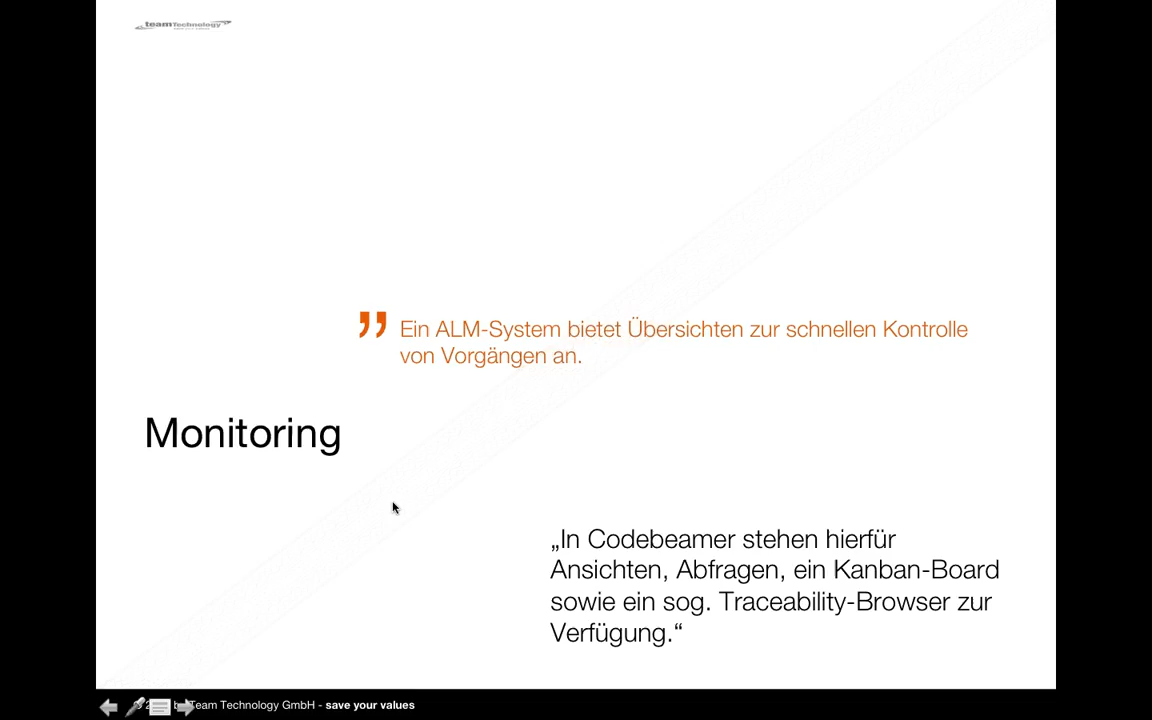 teamTechnology
”
Ein ALM-System bietet Übersichten zur schnellen Kontrolle
von Vorgängen an.
Monitoring
„In Codebeamer stehen hierfür
Ansichten, Abfragen, ein Kanban-Board
sowie ein sog. Traceability-Browser zur
Verfügung.“
Team Technology GmbH - save your values